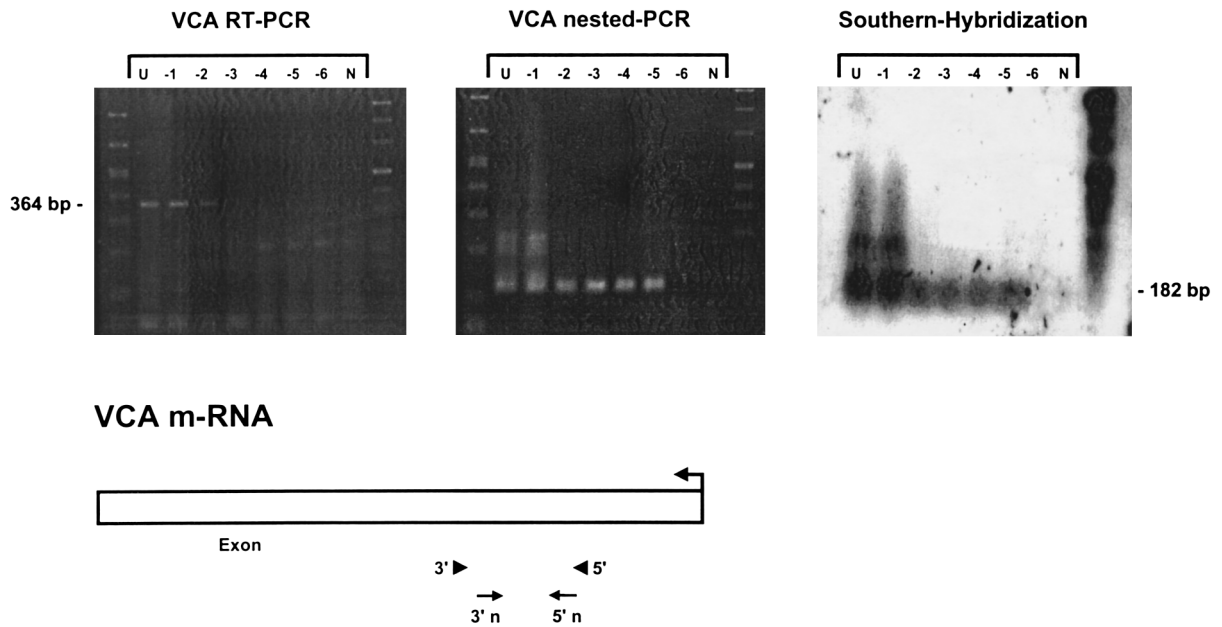 VCA RT-PCR
U -1 -2 -3 -4 -5 -6 N
364 bp -
VCA nested-PCR
U -1 -2 -3 -4 -5 -6 N
Southern-Hybridization
U -1 -2 -3 -4 -5 -6 N
- 182 bp
VCA m-RNA
Exon
3' 5'
3' n 5' n